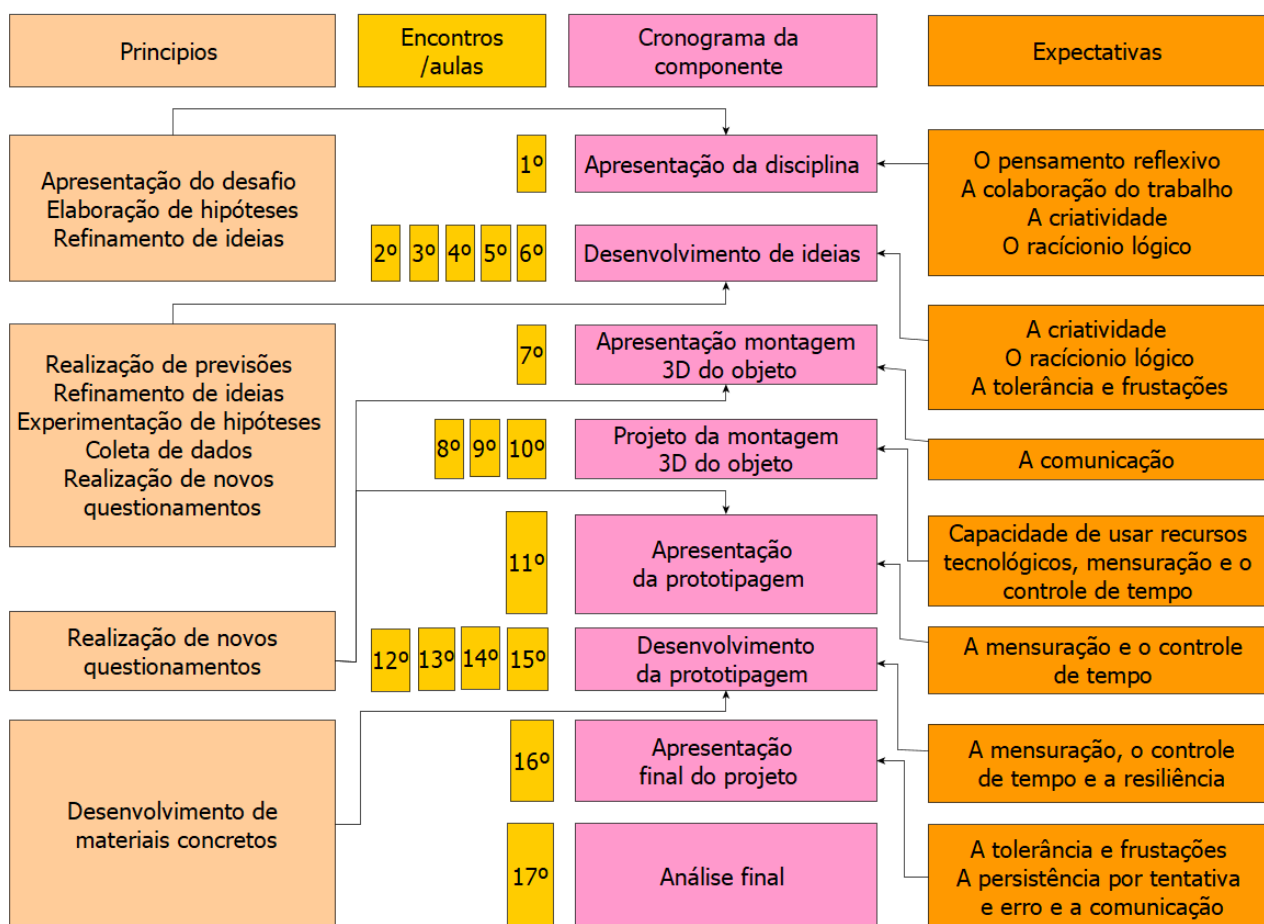 Principios
Encontros
/aulas
Cronograma da
componente
Expectativas
Apresentação do desafio
Elaboração de hipóteses
Refinamento de ideias
1º
Apresentação da disciplina
O pensamento reflexivo
A colaboração do trabalho
A criatividade
O racícionio lógico
2º 3º 4º 5º 6º
Desenvolvimento de ideias
Realização de previsões
Refinamento de ideias
Experimentação de hipóteses
Coleta de dados
Realização de novos
questionamentos
7º
Apresentação montagem
3D do objeto
A criatividade
O racícionio lógico
A tolerância e frustações
8º 9º 10º
Projeto da montagem
3D do objeto
A comunicação
11º
Apresentação
da prototipagem
Capacidade de usar recursos
tecnológicos, mensuração e o
controle de tempo
Realização de novos
questionamentos
12º 13º 14º 15º
Desenvolvimento
da prototipagem
A mensuração e o controle
de tempo
Desenvolvimento de
materiais concretos
16º
Apresentação
final do projeto
A mensuração, o controle
de tempo e a resiliência
17º
Análise final
A tolerância e frustações
A persistência por tentativa
e erro e a comunicação